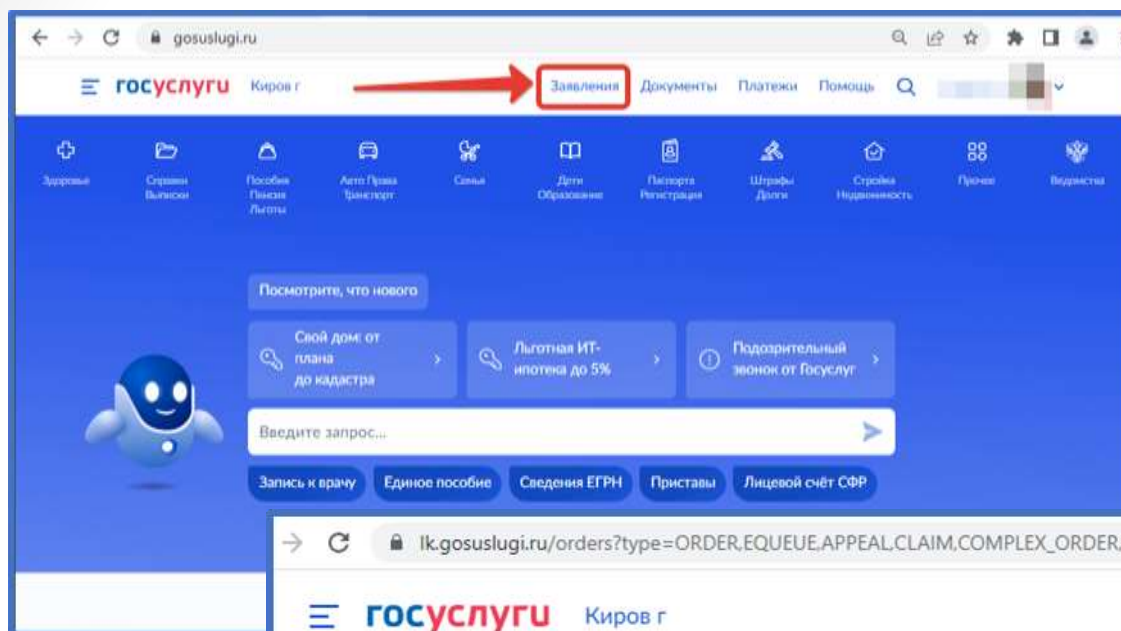 gosuslugi.ru
госуслуги Киров г Заявления Документы Платежи Помощь
Здоровье
Справки
Выписки
Пособия
Пенсия
Льготы
Авто Права
Транспорт
Семья
Дети
Образование
Паспорта
Регистрация
Штрафы
Долги
Стройка
Недвижимость
Прочее
Ведомства
Посмотрите, что нового
Свой дом: от
плана
до кадастра
Льготная ИТ-
ипотека до 5%
Подозрительный
звонок от Госуслуг
Введите запрос...
Запись к врачу Единое пособие Сведения ЕГРН Приставы Лицевой счёт СФР
lk.gosuslugi.ru/orders?type=ORDER,EQUEUE,APPEAL,CLAIM,COMPLEX_ORDER,
госуслуги Киров г